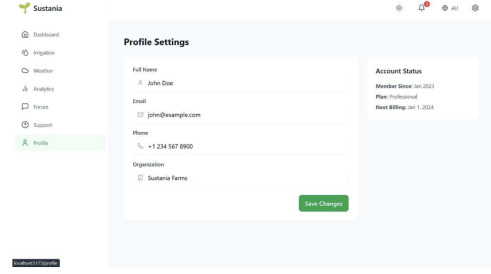 Sustania
3
AU
Dashboard
Irrigation
Weather
Analytics
Forum
Support
Profile
Profile Settings
Full Name
John Doe
Email
john@example.com
Phone
+1 234 567 8900
Organization
Sustania Farms
Save Changes
Account Status
Member Since: Jan 2023
Plan: Professional
Next Billing: Jan 1, 2024
localhost:5173/profile